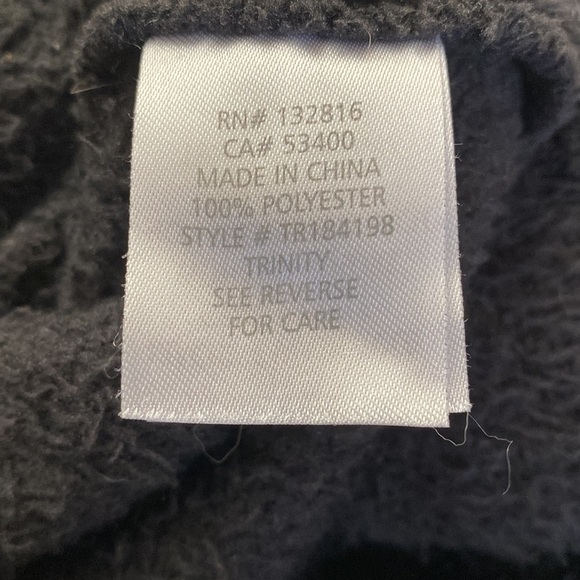 RN# 132816
CA# 53400
MADE IN CHINA
100% POLYESTER
STYLE # TR184198
TRINITY
SEE REVERSE
FOR CARE